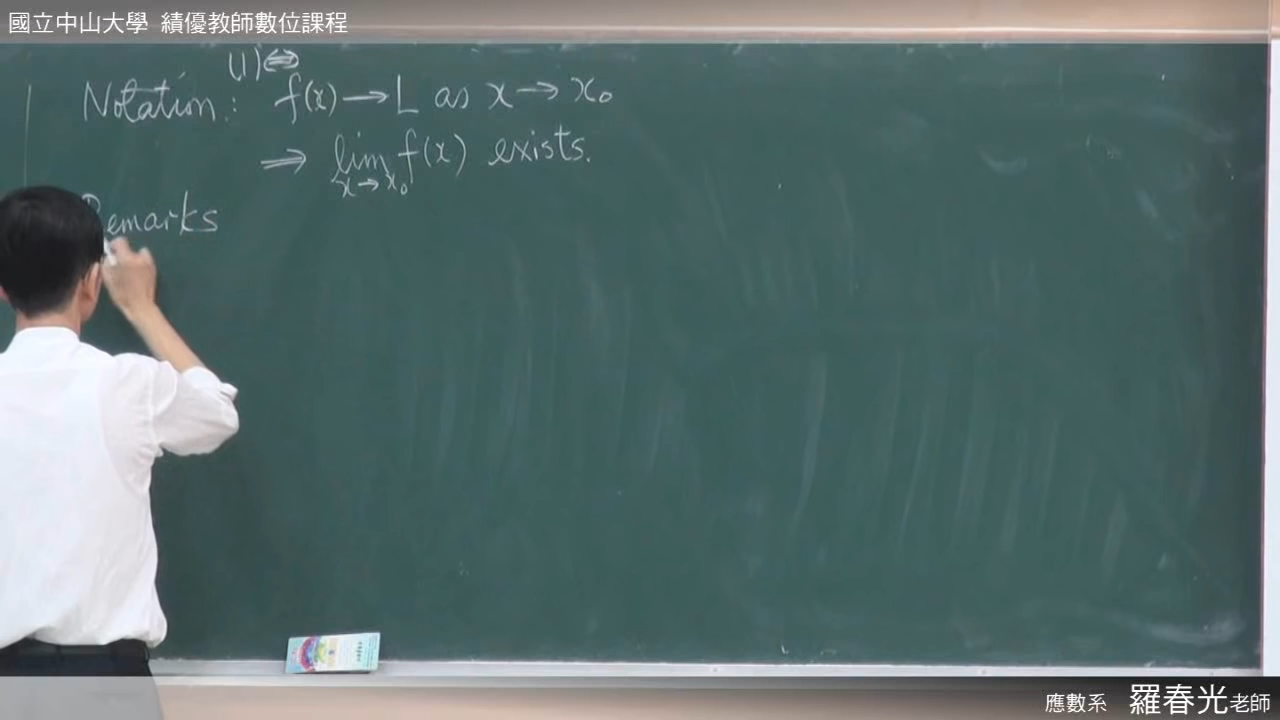 國立中山大學 績優教師數位課程
(1)⇔
Notation: f(x)→L as x→x₀
⇒ lim f(x) exists.
x→x₀
Remarks
應數系 羅春光老師